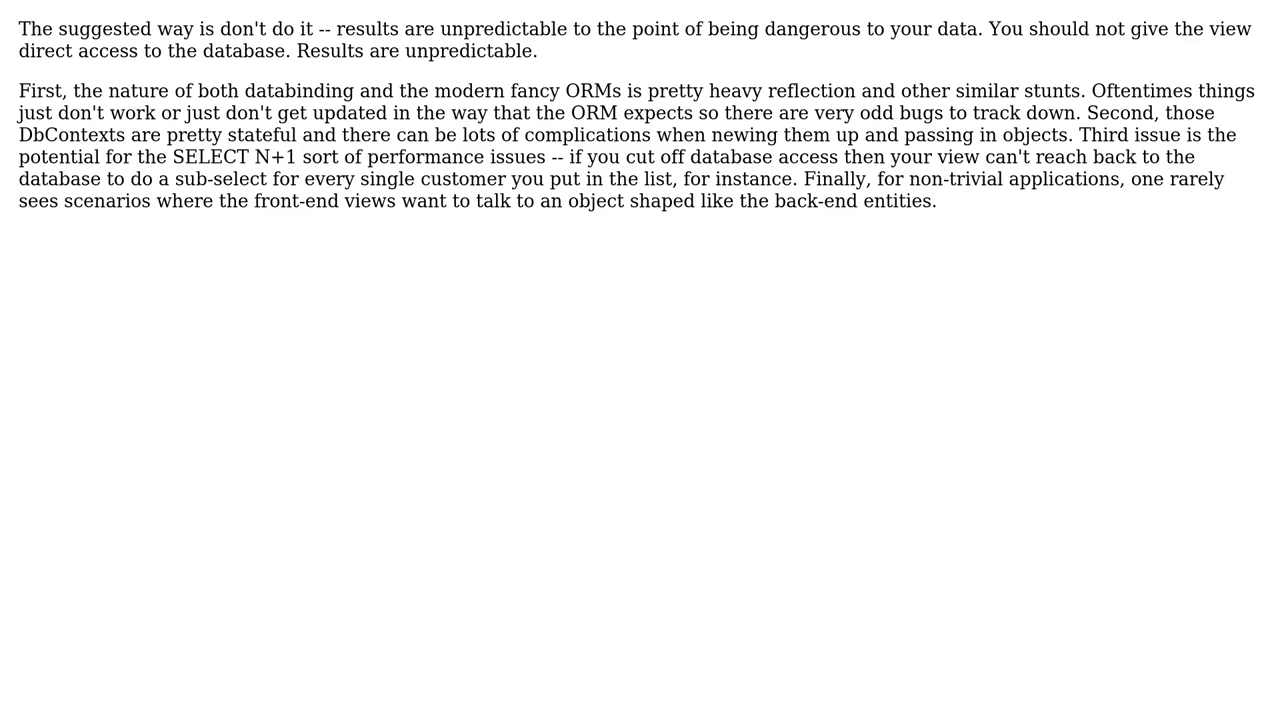 The suggested way is don't do it -- results are unpredictable to the point of being dangerous to your data. You should not give the view
direct access to the database. Results are unpredictable.
First, the nature of both databinding and the modern fancy ORMs is pretty heavy reflection and other similar stunts. Oftentimes things
just don't work or just don't get updated in the way that the ORM expects so there are very odd bugs to track down. Second, those
DbContexts are pretty stateful and there can be lots of complications when newing them up and passing in objects. Third issue is the
potential for the SELECT N+1 sort of performance issues -- if you cut off database access then your view can't reach back to the
database to do a sub-select for every single customer you put in the list, for instance. Finally, for non-trivial applications, one rarely
sees scenarios where the front-end views want to talk to an object shaped like the back-end entities.